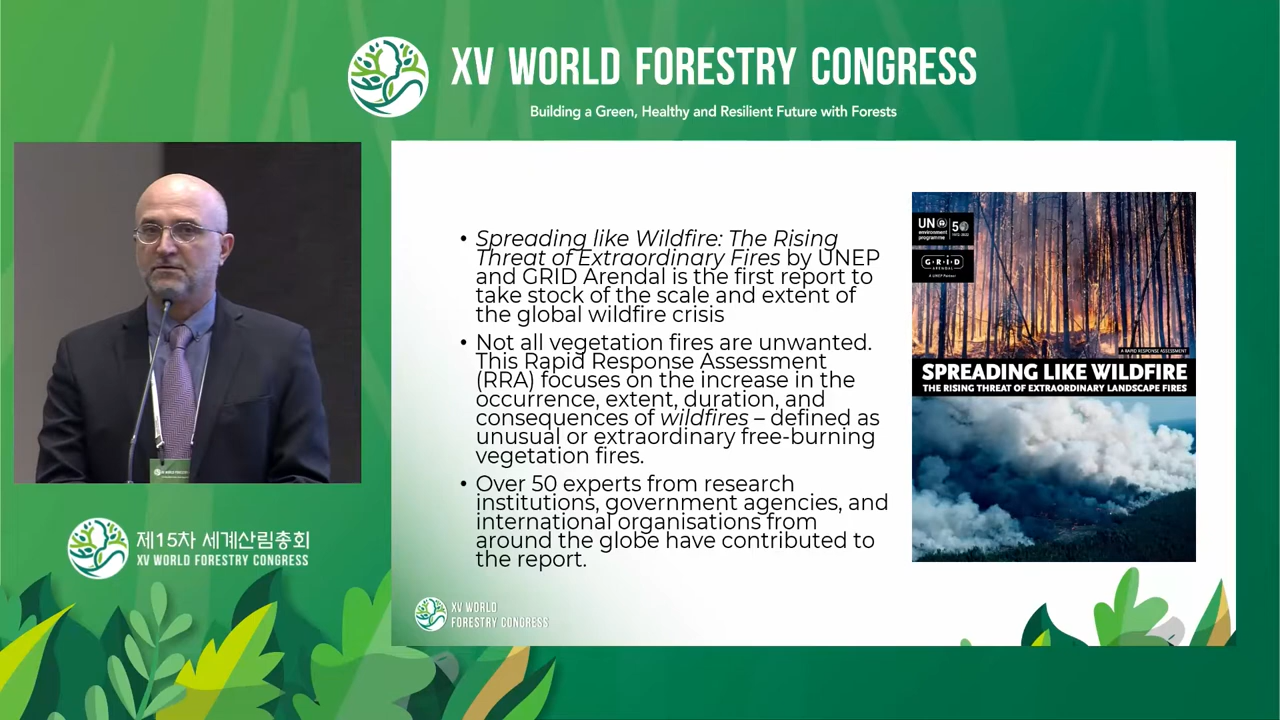 XV WORLD FORESTRY CONGRESS
Building a Green, Healthy and Resilient Future with Forests
• Spreading like Wildfire: The Rising
Threat of Extraordinary Fires by UNEP
and GRID Arendal is the first report to
take stock of the scale and extent of
the global wildfire crisis
• Not all vegetation fires are unwanted.
This Rapid Response Assessment
(RRA) focuses on the increase in the
occurrence, extent, duration, and
consequences of wildfires – defined as
unusual or extraordinary free-burning
vegetation fires.
• Over 50 experts from research
institutions, government agencies, and
international organisations from
around the globe have contributed to
the report.
UN
environment
programme
50
1972-2022
GRID
ARENDAL
A UNEP Partner
A RAPID RESPONSE ASSESSMENT
SPREADING LIKE WILDFIRE
THE RISING THREAT OF EXTRAORDINARY LANDSCAPE FIRES
제15차 세계산림총회
XV WORLD FORESTRY CONGRESS
XV WORLD
FORESTRY CONGRESS